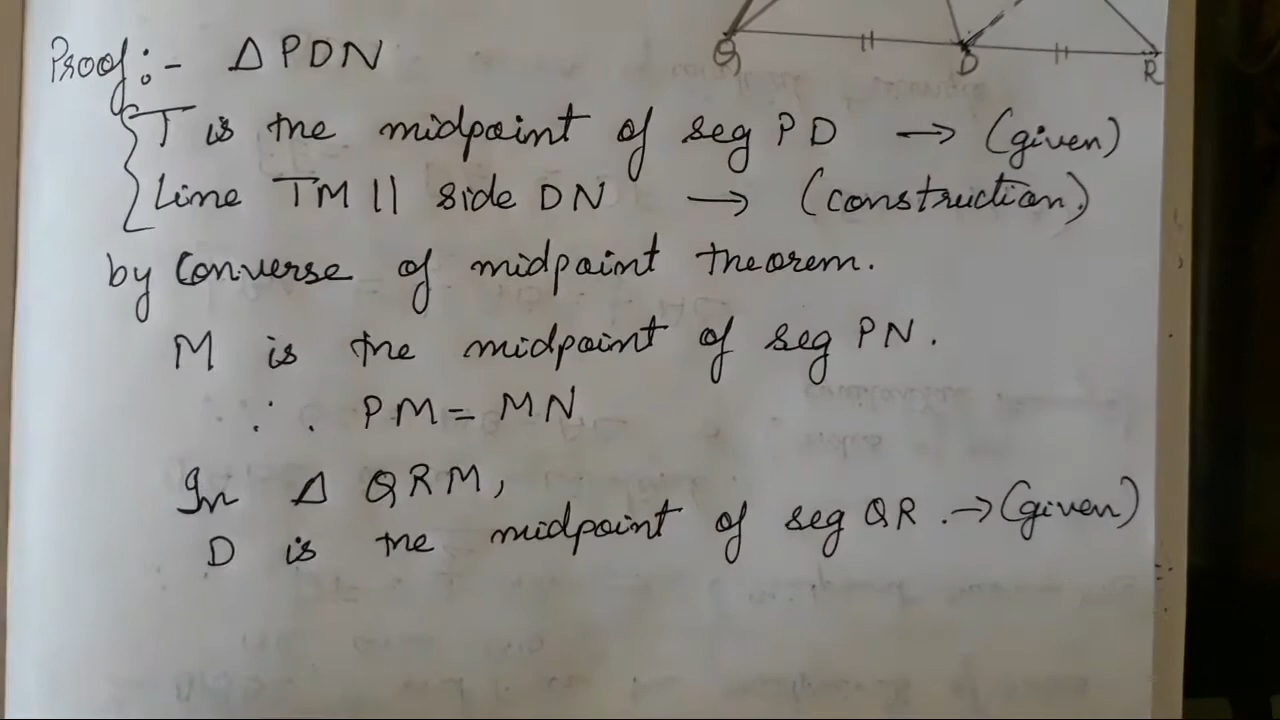 Q D R
Proof :- Δ PDN
T is the midpoint of seg PD → (given)
Line TM || side DN → (construction)
by Converse of midpoint theorem.
M is the midpoint of seg PN.
∴ PM = MN
In Δ QRM,
D is the midpoint of seg QR. → (given)